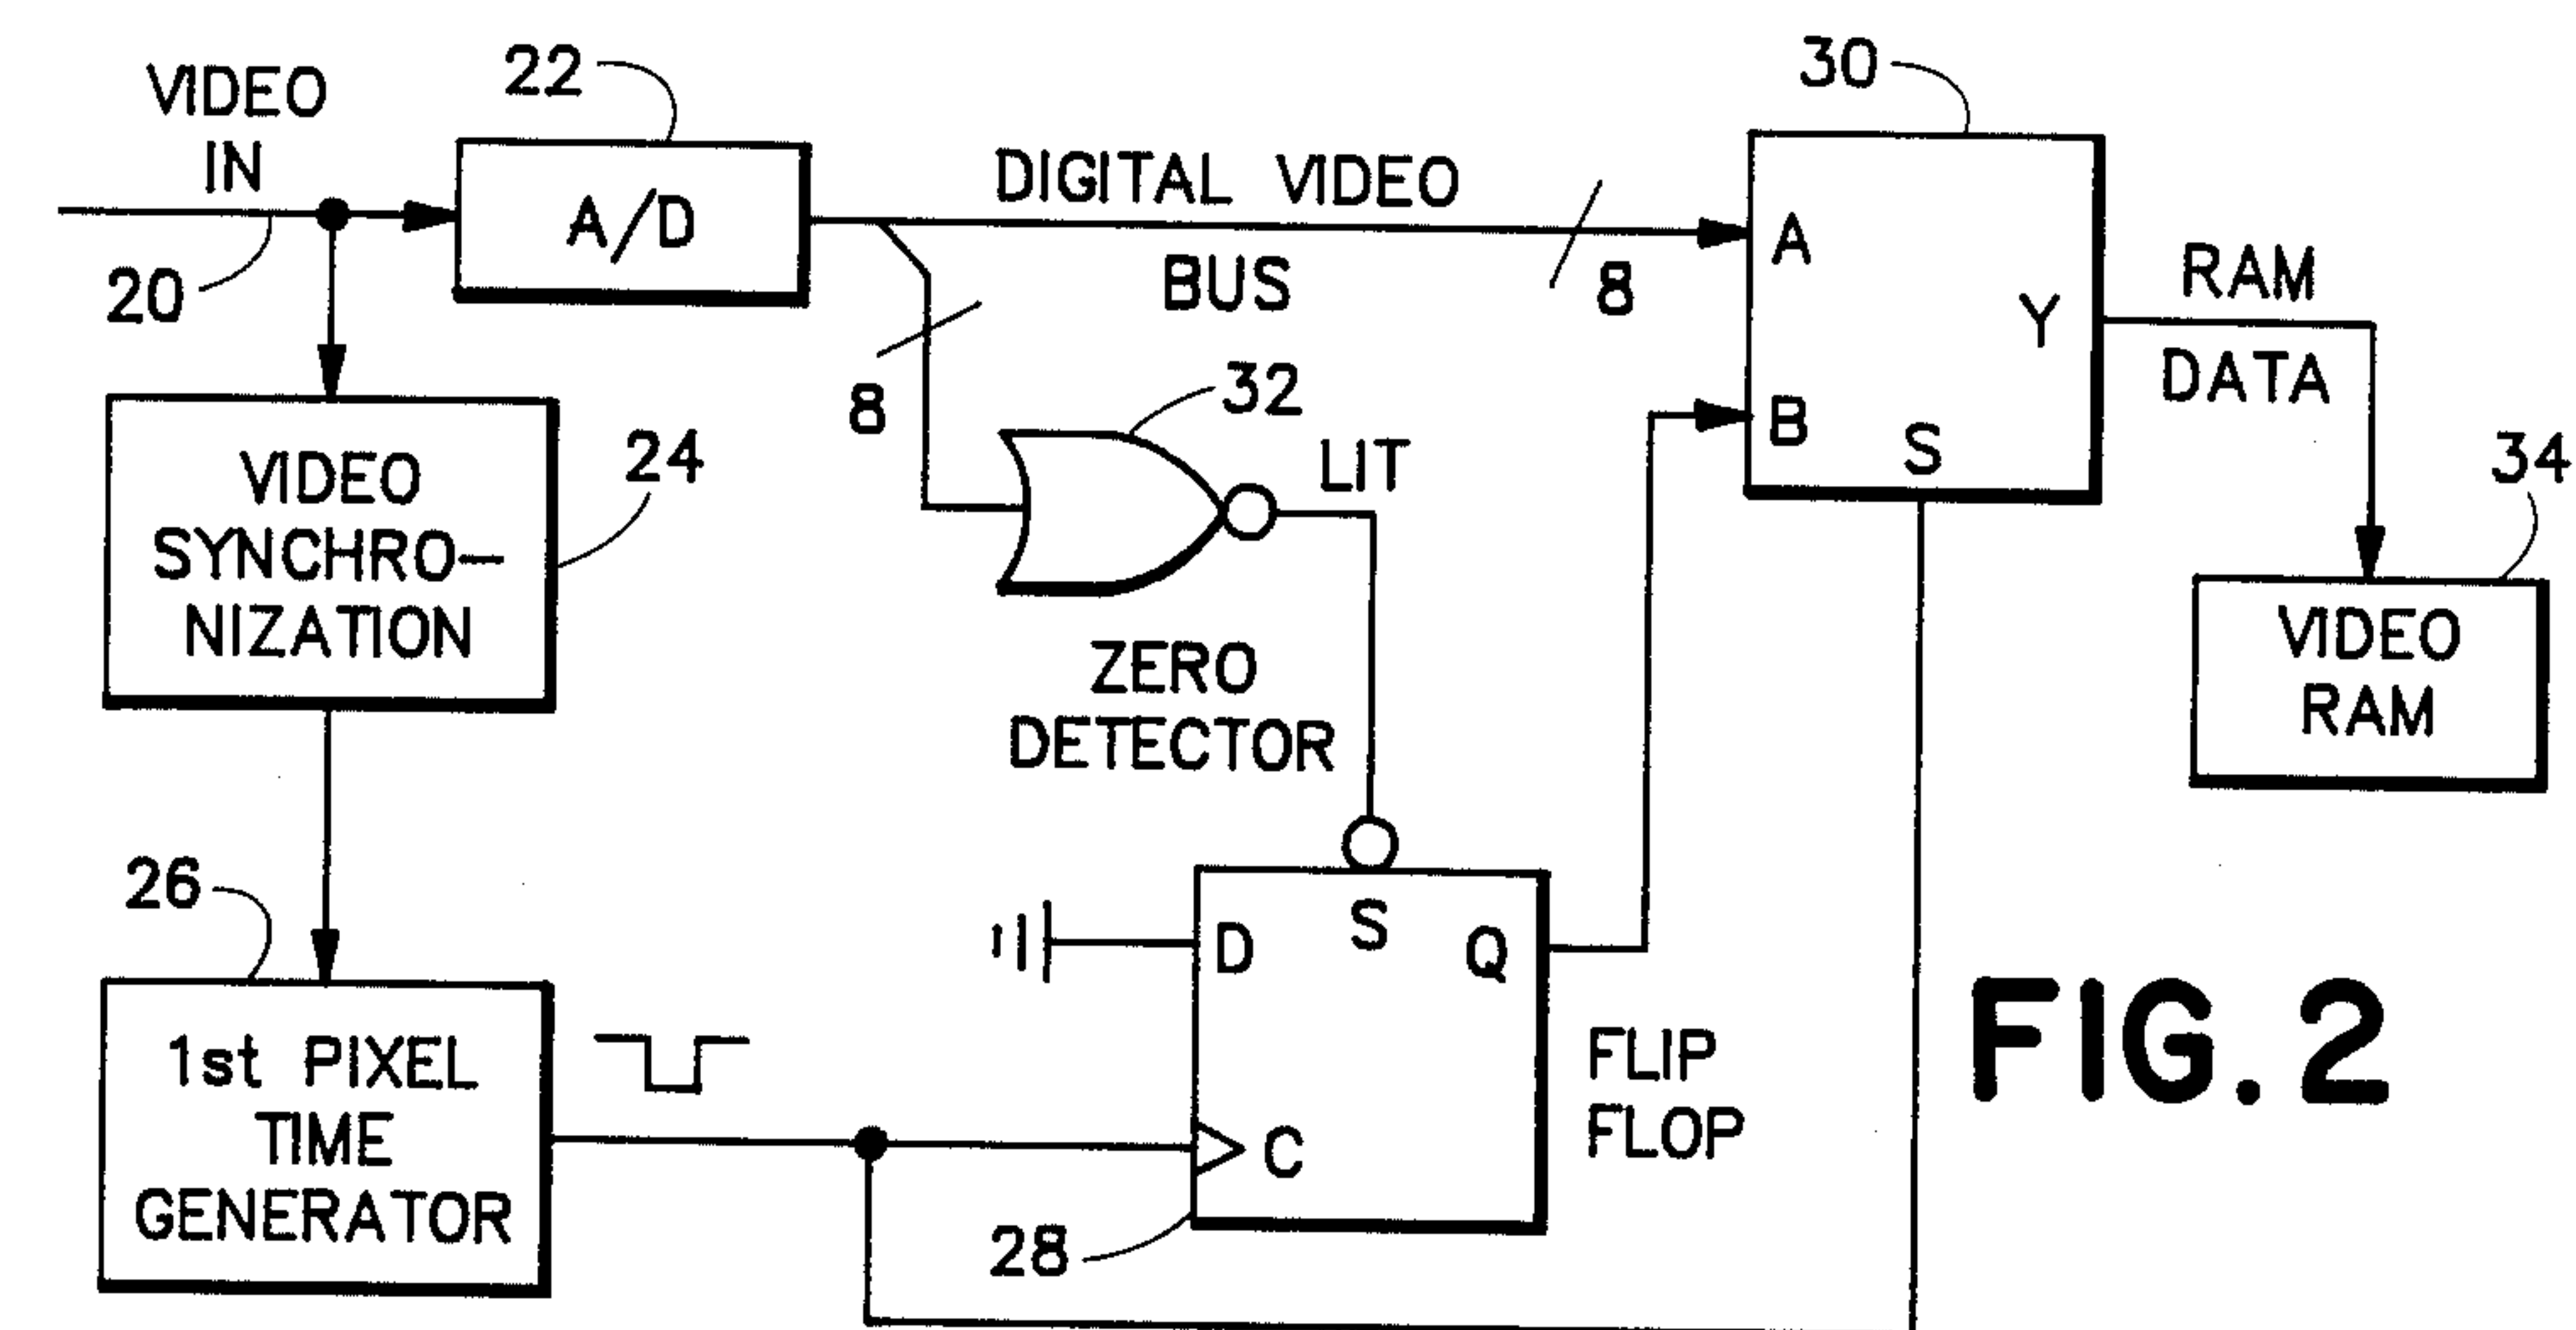 VIDEO
IN
20
22
A/D
DIGITAL VIDEO
BUS
8
8
30
A
B
S
Y
RAM
DATA
34
VIDEO
RAM
VIDEO
SYNCHRO-
NIZATION
24
32
LIT
ZERO
DETECTOR
26
1st PIXEL
TIME
GENERATOR
D
S
Q
C
28
FLIP
FLOP
FIG.2